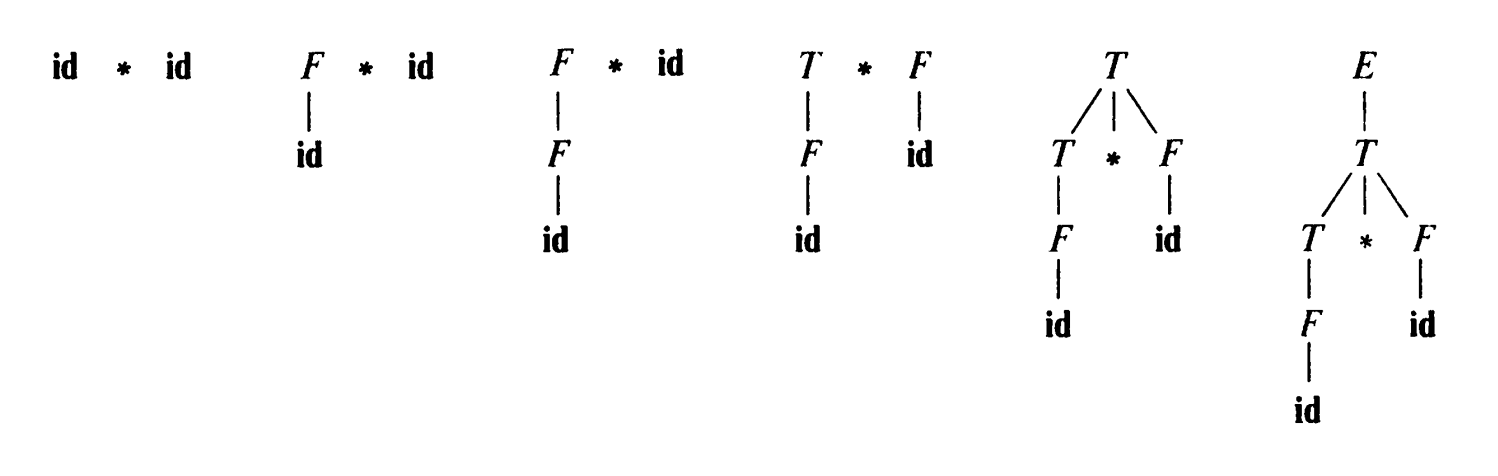 id * id F * id F * id T * F T E
id F F id T * F T
id id F id T * F
id F id
id